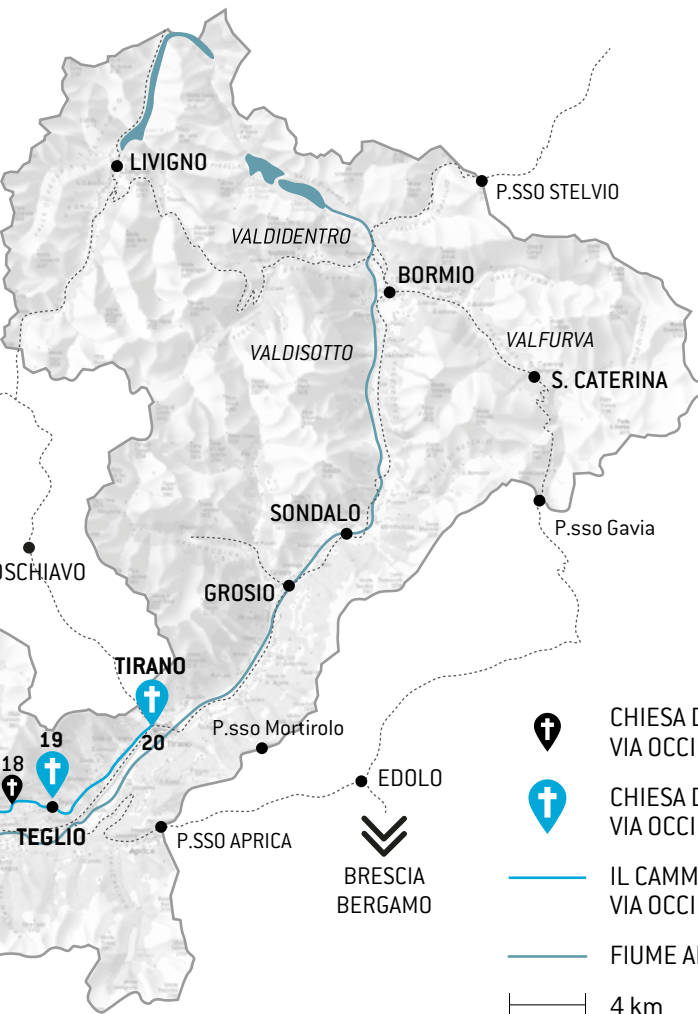 LIVIGNO
P.SSO STELVIO
VALDIDENTRO
BORMIO
VALFURVA
VALDISOTTO
S. CATERINA
SONDALO
P.sso Gavia
OSCHIAVO
GROSIO
TIRANO
P.sso Mortirolo
20
19
18
TEGLIO
EDOLO
P.SSO APRICA
BRESCIA
BERGAMO
CHIESA D
VIA OCCI
CHIESA D
VIA OCCI
IL CAMM
VIA OCCI
FIUME A
4 km